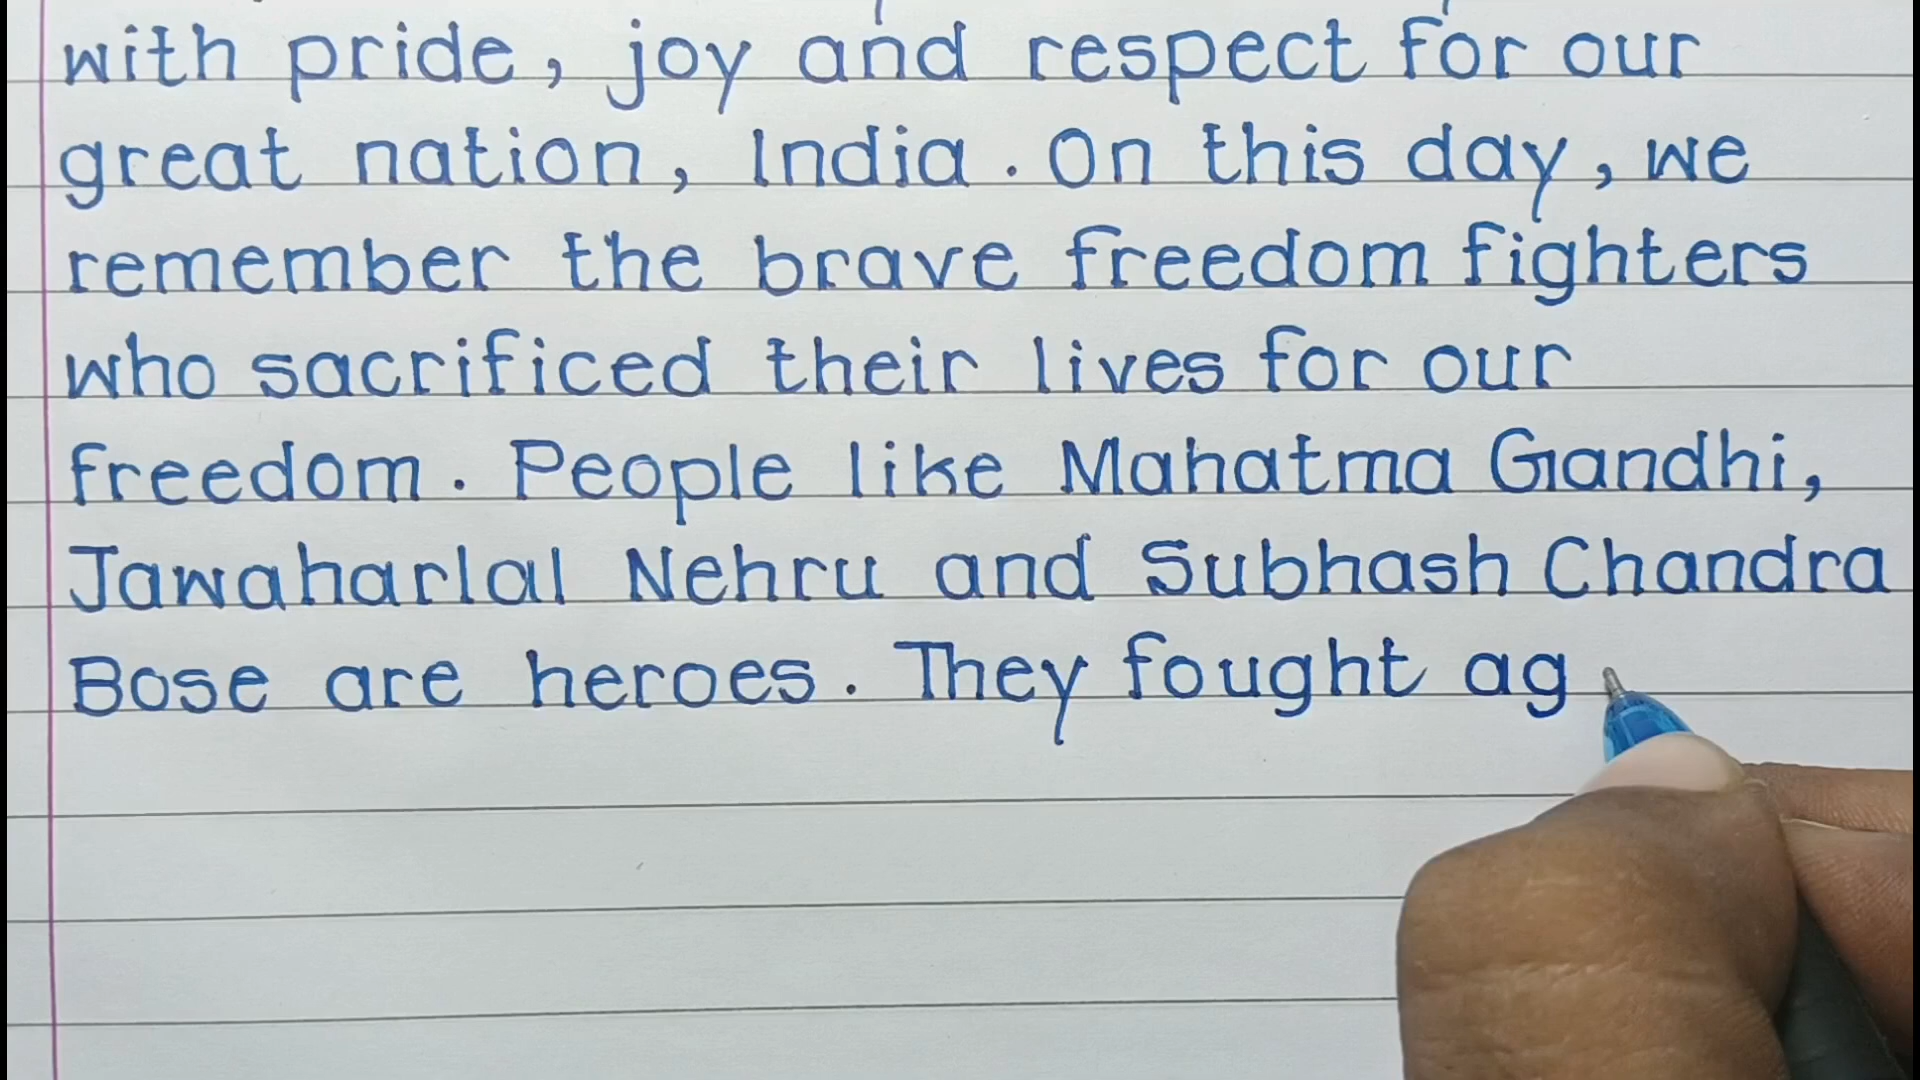 with pride, joy and respect for our
great nation, India. On this day, we
remember the brave freedom fighters
who sacrificed their lives for our
freedom. People like Mahatma Gandhi,
Jawaharlal Nehru and Subhash Chandra
Bose are heroes. They fought ag